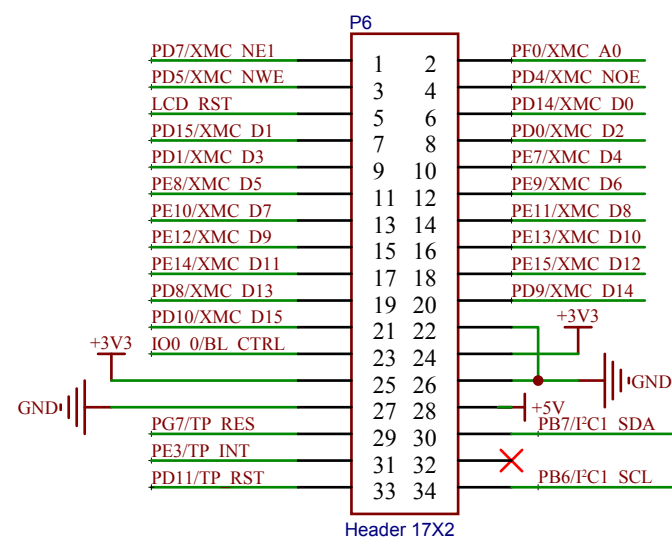 P6
PD7/XMC_NE1 1 2 PF0/XMC_A0
PD5/XMC_NWE 3 4 PD4/XMC_NOE
LCD_RST 5 6 PD14/XMC_D0
PD15/XMC_D1 7 8 PD0/XMC_D2
PD1/XMC_D3 9 10 PE7/XMC_D4
PE8/XMC_D5 11 12 PE9/XMC_D6
PE10/XMC_D7 13 14 PE11/XMC_D8
PE12/XMC_D9 15 16 PE13/XMC_D10
PE14/XMC_D11 17 18 PE15/XMC_D12
PD8/XMC_D13 19 20 PD9/XMC_D14
PD10/XMC_D15 21 22 +3V3
+3V3 IO0_0/BL_CTRL 23 24
25 26 GND
GND 27 28 +5V
PG7/TP_RES 29 30 PB7/I²C1_SDA
PE3/TP_INT 31 32
PD11/TP_RST 33 34 PB6/I²C1_SCL
Header 17X2